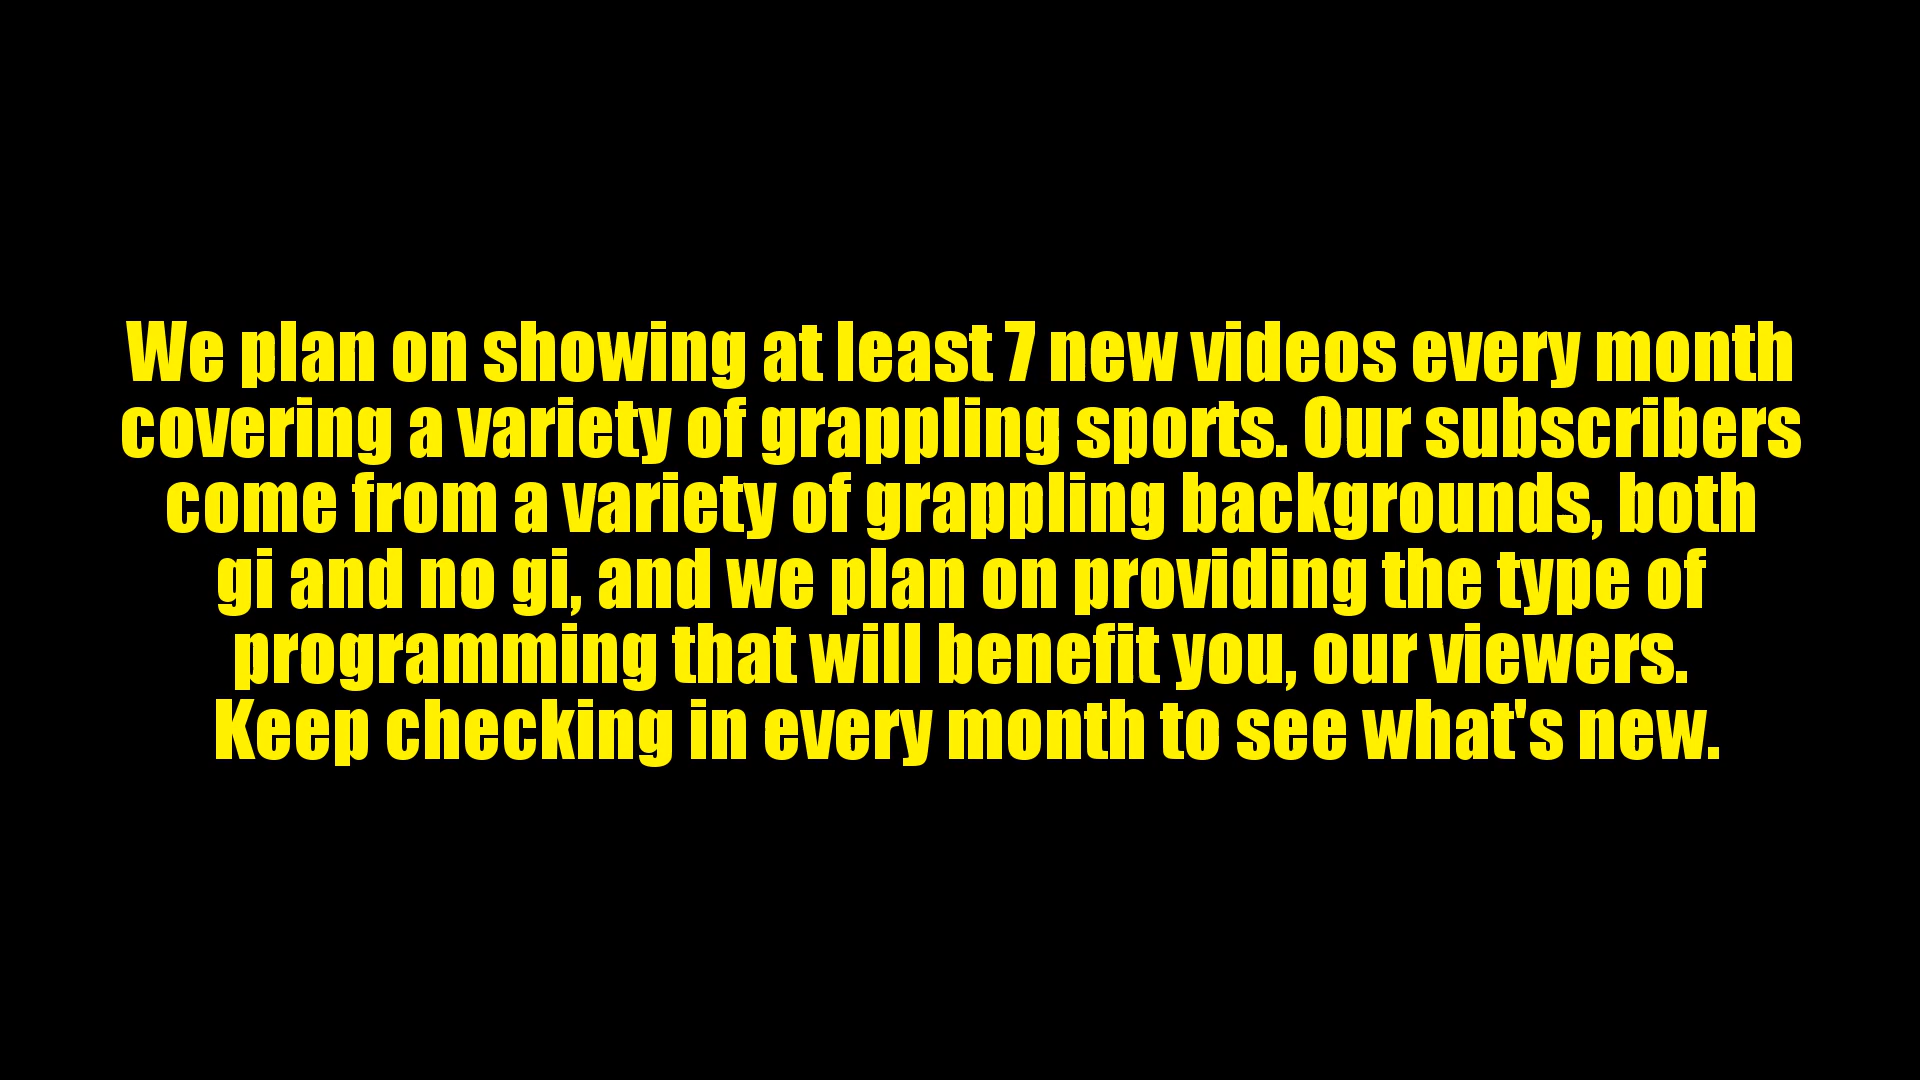 We plan on showing at least 7 new videos every month
covering a variety of grappling sports. Our subscribers
come from a variety of grappling backgrounds, both
gi and no gi, and we plan on providing the type of
programming that will benefit you, our viewers.
Keep checking in every month to see what's new.